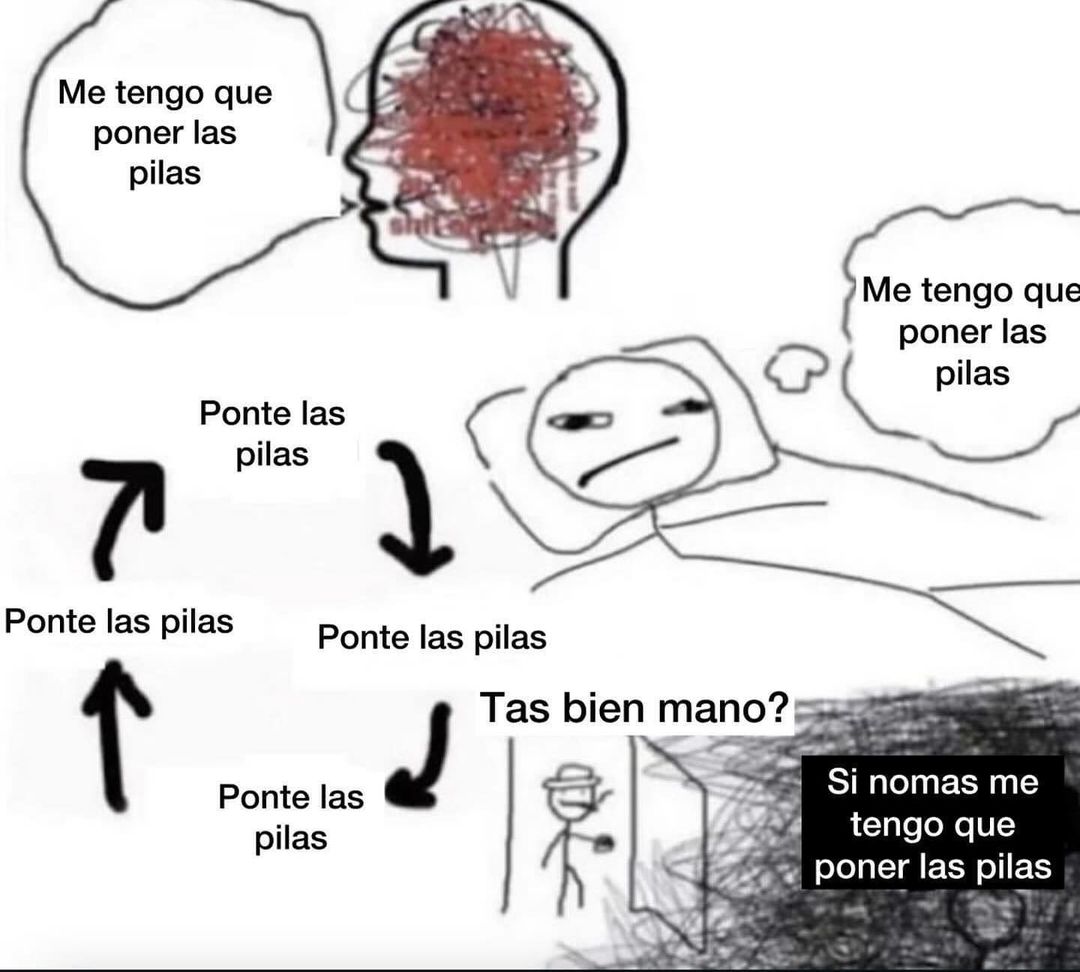 Me tengo que
poner las
pilas
Me tengo que
poner las
pilas
Ponte las
pilas
Ponte las pilas
Ponte las pilas
Ponte las
pilas
Tas bien mano?
Si nomas me
tengo que
poner las pilas